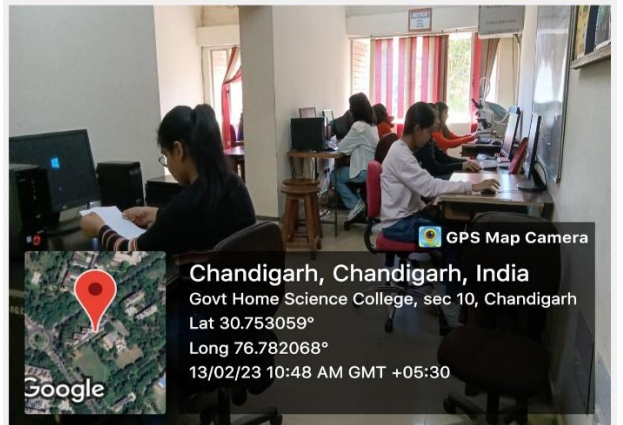 NOTICE
GPS Map Camera
Chandigarh, Chandigarh, India
Govt Home Science College, sec 10, Chandigarh
Lat 30.753059°
Long 76.782068°
13/02/23 10:48 AM GMT +05:30
Google